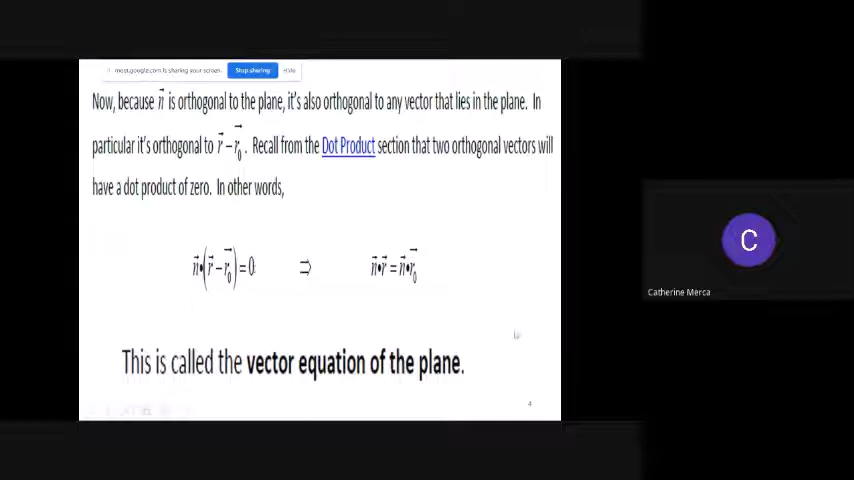 meet.google.com is sharing your screen. Stop sharing Hide
Now, because n⃗ is orthogonal to the plane, it's also orthogonal to any vector that lies in the plane. In
particular it's orthogonal to r⃗ − r₀⃗ . Recall from the Dot Product section that two orthogonal vectors will
have a dot product of zero. In other words,
n⃗•(r⃗ − r₀⃗) = 0 ⇒ n⃗•r⃗ = n⃗•r₀⃗
This is called the vector equation of the plane.
4
C
Catherine Merca